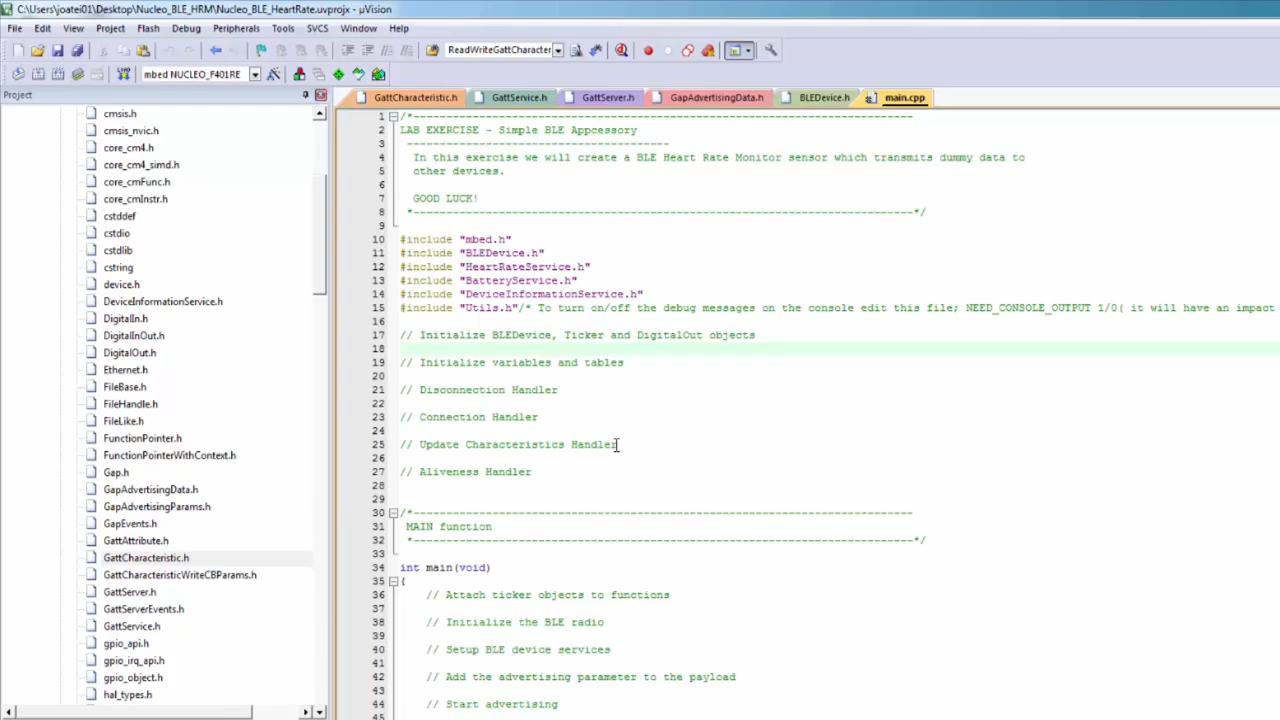 C:\Users\joatei01\Desktop\Nucleo_BLE_HRM\Nucleo_BLE_HeartRate.uvprojx - µVision
File Edit View Project Flash Debug Peripherals Tools SVCS Window Help
ReadWriteGattCharacter
mbed NUCLEO_F401RE
Project
cmsis.h
cmsis_nvic.h
core_cm4.h
core_cm4_simd.h
core_cmFunc.h
core_cmInstr.h
cstddef
cstdio
cstdlib
cstring
device.h
DeviceInformationService.h
DigitalIn.h
DigitalInOut.h
DigitalOut.h
Ethernet.h
FileBase.h
FileHandle.h
FileLike.h
FunctionPointer.h
FunctionPointerWithContext.h
Gap.h
GapAdvertisingData.h
GapAdvertisingParams.h
GapEvents.h
GattAttribute.h
GattCharacteristic.h
GattCharacteristicWriteCBParams.h
GattServer.h
GattServerEvents.h
GattService.h
gpio_api.h
gpio_irq_api.h
gpio_object.h
hal_types.h
GattCharacteristic.h GattService.h GattServer.h GapAdvertisingData.h BLEDevice.h main.cpp
1 /*----------------------------------------------------------------------------
2 LAB EXERCISE - Simple BLE Appcessory
3 ----------------------------------------
4 In this exercise we will create a BLE Heart Rate Monitor sensor which transmits dummy data to
5 other devices.
6
7 GOOD LUCK!
8 *----------------------------------------------------------------------------*/
9
10 #include "mbed.h"
11 #include "BLEDevice.h"
12 #include "HeartRateService.h"
13 #include "BatteryService.h"
14 #include "DeviceInformationService.h"
15 #include "Utils.h"/* To turn on/off the debug messages on the console edit this file; NEED_CONSOLE_OUTPUT 1/0( it will have an impact
16
17 // Initialize BLEDevice, Ticker and DigitalOut objects
18
19 // Initialize variables and tables
20
21 // Disconnection Handler
22
23 // Connection Handler
24
25 // Update Characteristics Handler
26
27 // Aliveness Handler
28
29
30 /*----------------------------------------------------------------------------
31 MAIN function
32 *----------------------------------------------------------------------------*/
33
34 int main(void)
35 {
36 // Attach ticker objects to functions
37
38 // Initialize the BLE radio
39
40 // Setup BLE device services
41
42 // Add the advertising parameter to the payload
43
44 // Start advertising
45